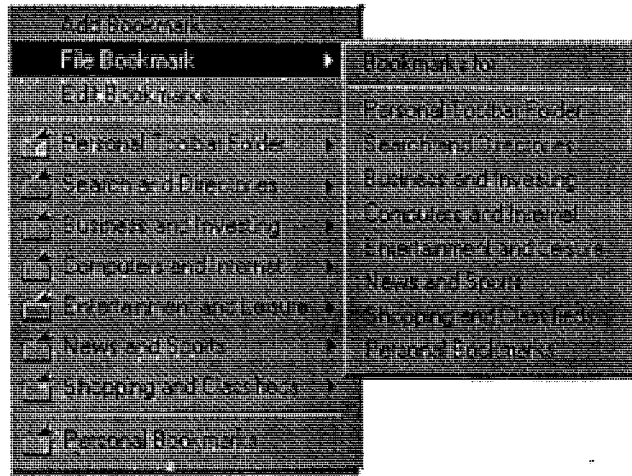 Add Bookmark
File Bookmark
Edit Bookmarks...
Personal Toolbar Folder
Search and Directories
Business and Investing
Computers and Internet
Entertainment and Leisure
News and Sports
Shopping and Classifieds
Personal Bookmarks
Bookmarks for
Personal Toolbar Folder
Search and Directories
Business and Investing
Computers and Internet
Entertainment and Leisure
News and Sports
Shopping and Classifieds
Personal Bookmarks